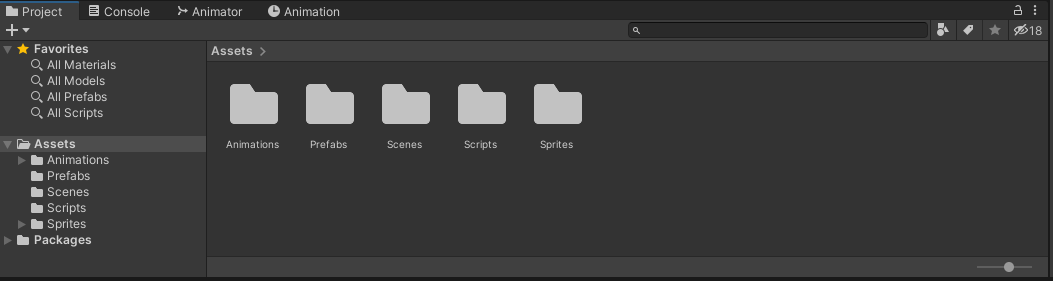 Project Console Animator Animation
18
Favorites
All Materials
All Models
All Prefabs
All Scripts
Assets
Animations
Prefabs
Scenes
Scripts
Sprites
Packages
Assets
Animations Prefabs Scenes Scripts Sprites